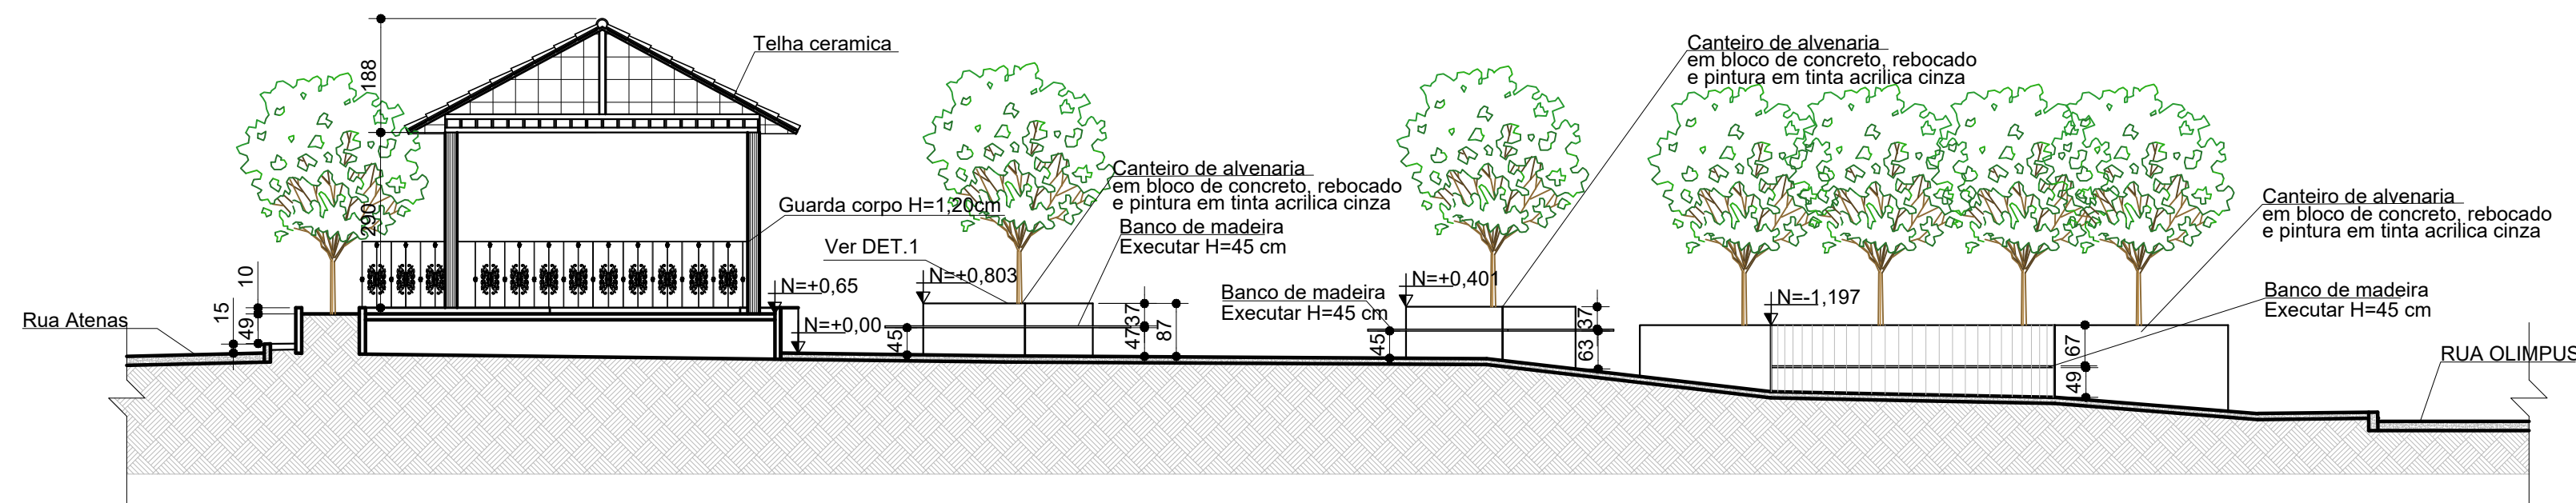 Telha ceramica
188
290
Guarda corpo H=1,20cm
Ver DET.1
N=+0,65
N=+0,00
10
15
49
Rua Atenas
Canteiro de alvenaria
em bloco de concreto, rebocado
e pintura em tinta acrilica cinza
Banco de madeira
Executar H=45 cm
N=+0,803
45
37
47
87
Canteiro de alvenaria
em bloco de concreto, rebocado
e pintura em tinta acrilica cinza
N=+0,401
Banco de madeira
Executar H=45 cm
45
37
63
N=-1,197
Canteiro de alvenaria
em bloco de concreto, rebocado
e pintura em tinta acrilica cinza
Banco de madeira
Executar H=45 cm
67
49
RUA OLIMPUS